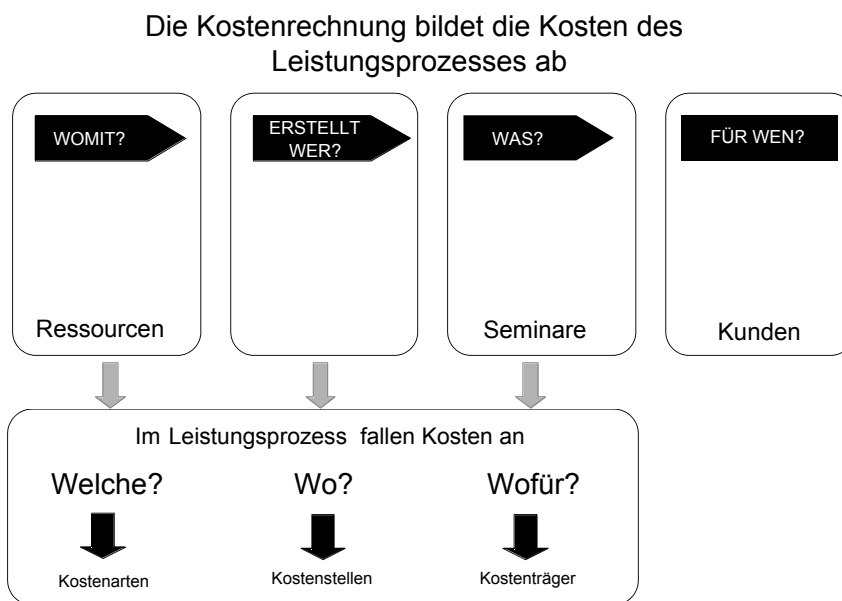 Die Kostenrechnung bildet die Kosten des
Leistungsprozesses ab
WOMIT?
ERSTELLT
WER?
WAS?
FÜR WEN?
Ressourcen
Seminare
Kunden
Im Leistungsprozess fallen Kosten an
Welche?
Wo?
Wofür?
Kostenarten
Kostenstellen
Kostenträger